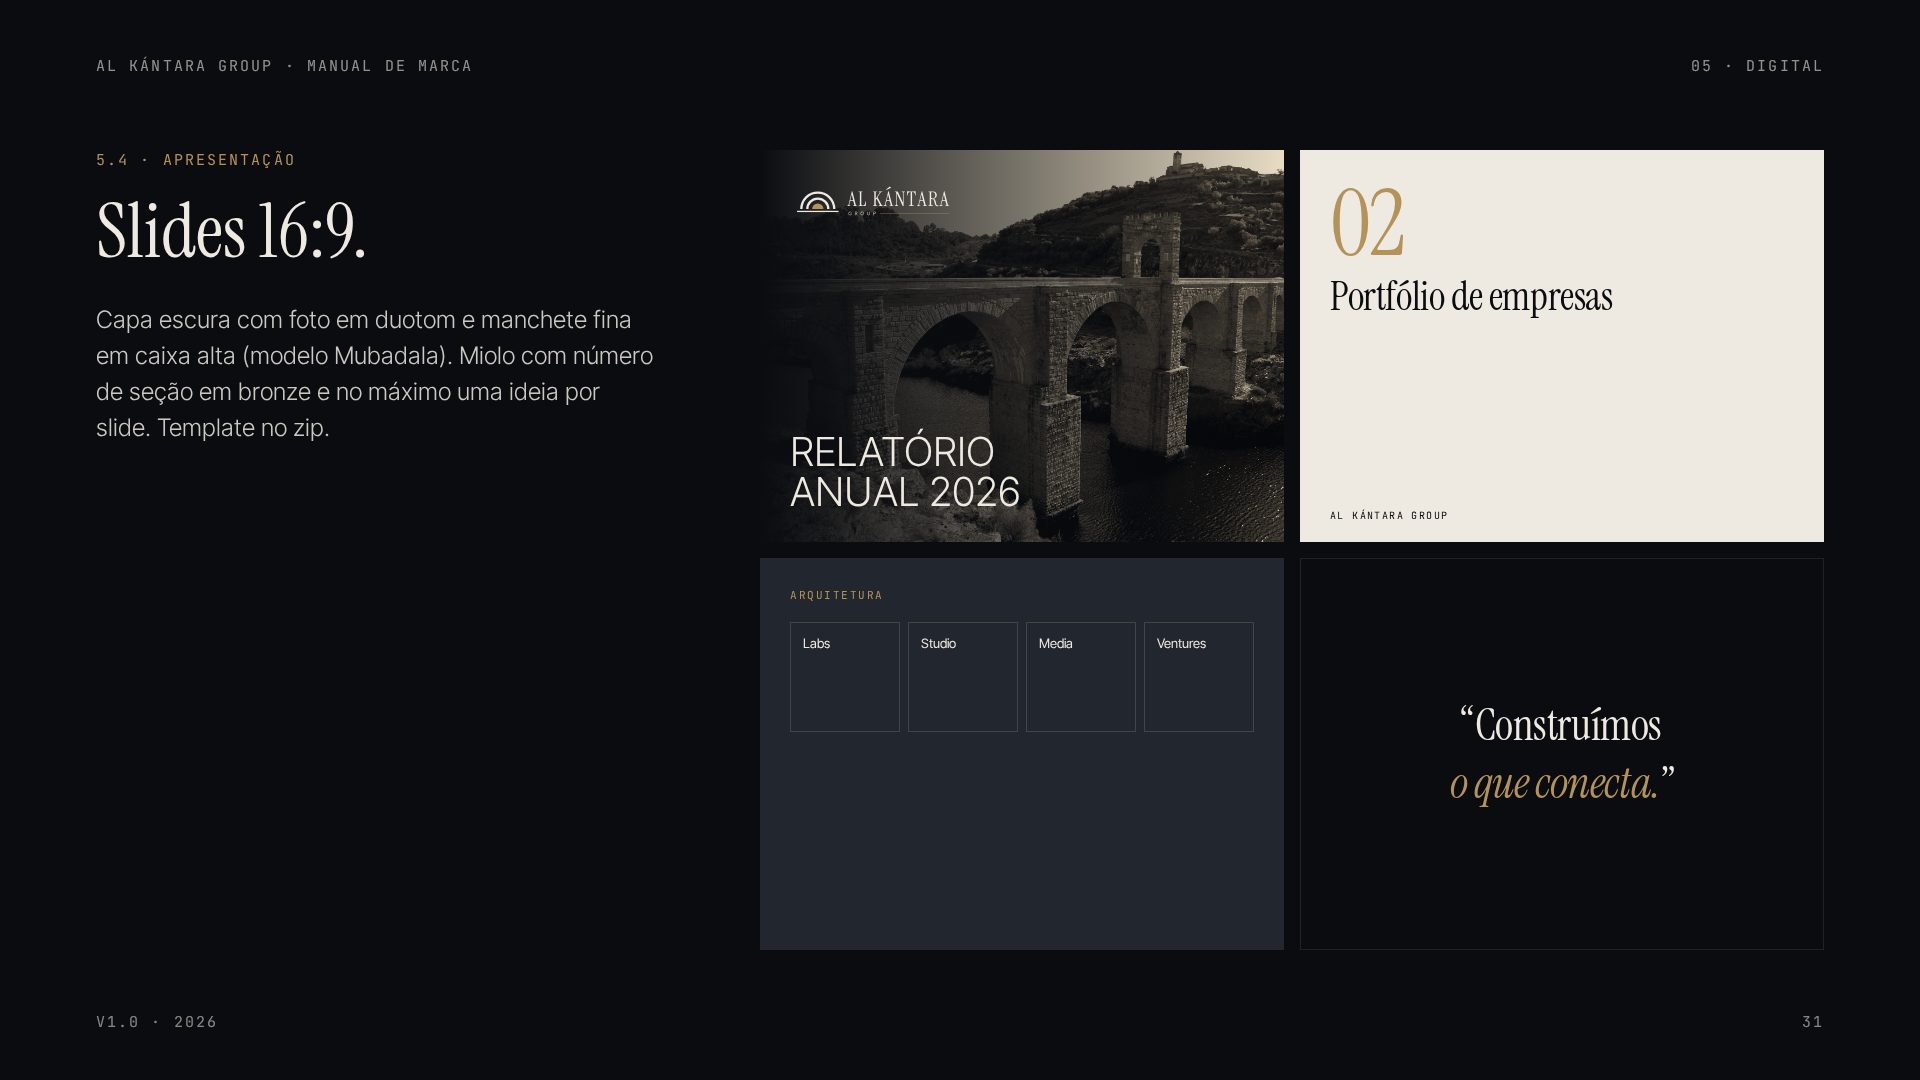 AL KÁNTARA GROUP · MANUAL DE MARCA
05 · DIGITAL
5.4 · APRESENTAÇÃO
Slides 16:9.
Capa escura com foto em duotom e manchete fina
em caixa alta (modelo Mubadala). Miolo com número
de seção em bronze e no máximo uma ideia por
slide. Template no zip.
AL KÁNTARA
GROUP
RELATÓRIO
ANUAL 2026
02
Portfólio de empresas
AL KÁNTARA GROUP
ARQUITETURA
Labs
Studio
Media
Ventures
“Construímos
o que conecta.”
V1.0 · 2026
31